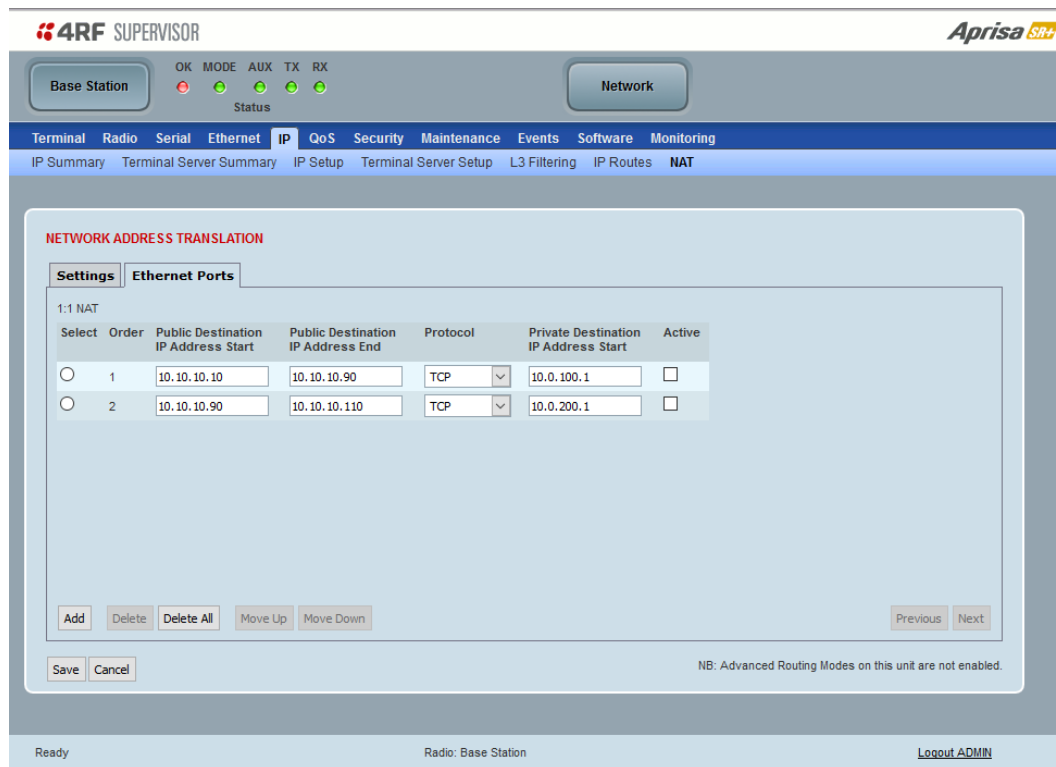 4RF SUPERVISOR
Aprisa SR+
Base Station
OK MODE AUX TX RX
Status
Network
Terminal Radio Serial Ethernet IP QoS Security Maintenance Events Software Monitoring
IP Summary Terminal Server Summary IP Setup Terminal Server Setup L3 Filtering IP Routes NAT
NETWORK ADDRESS TRANSLATION
Settings Ethernet Ports
1:1 NAT
Select Order Public Destination IP Address Start Public Destination IP Address End Protocol Private Destination IP Address Start Active
1 10.10.10.10 10.10.10.90 TCP 10.0.100.1
2 10.10.10.90 10.10.10.110 TCP 10.0.200.1
Add Delete Delete All Move Up Move Down Previous Next
Save Cancel NB: Advanced Routing Modes on this unit are not enabled.
Ready Radio: Base Station Logout ADMIN